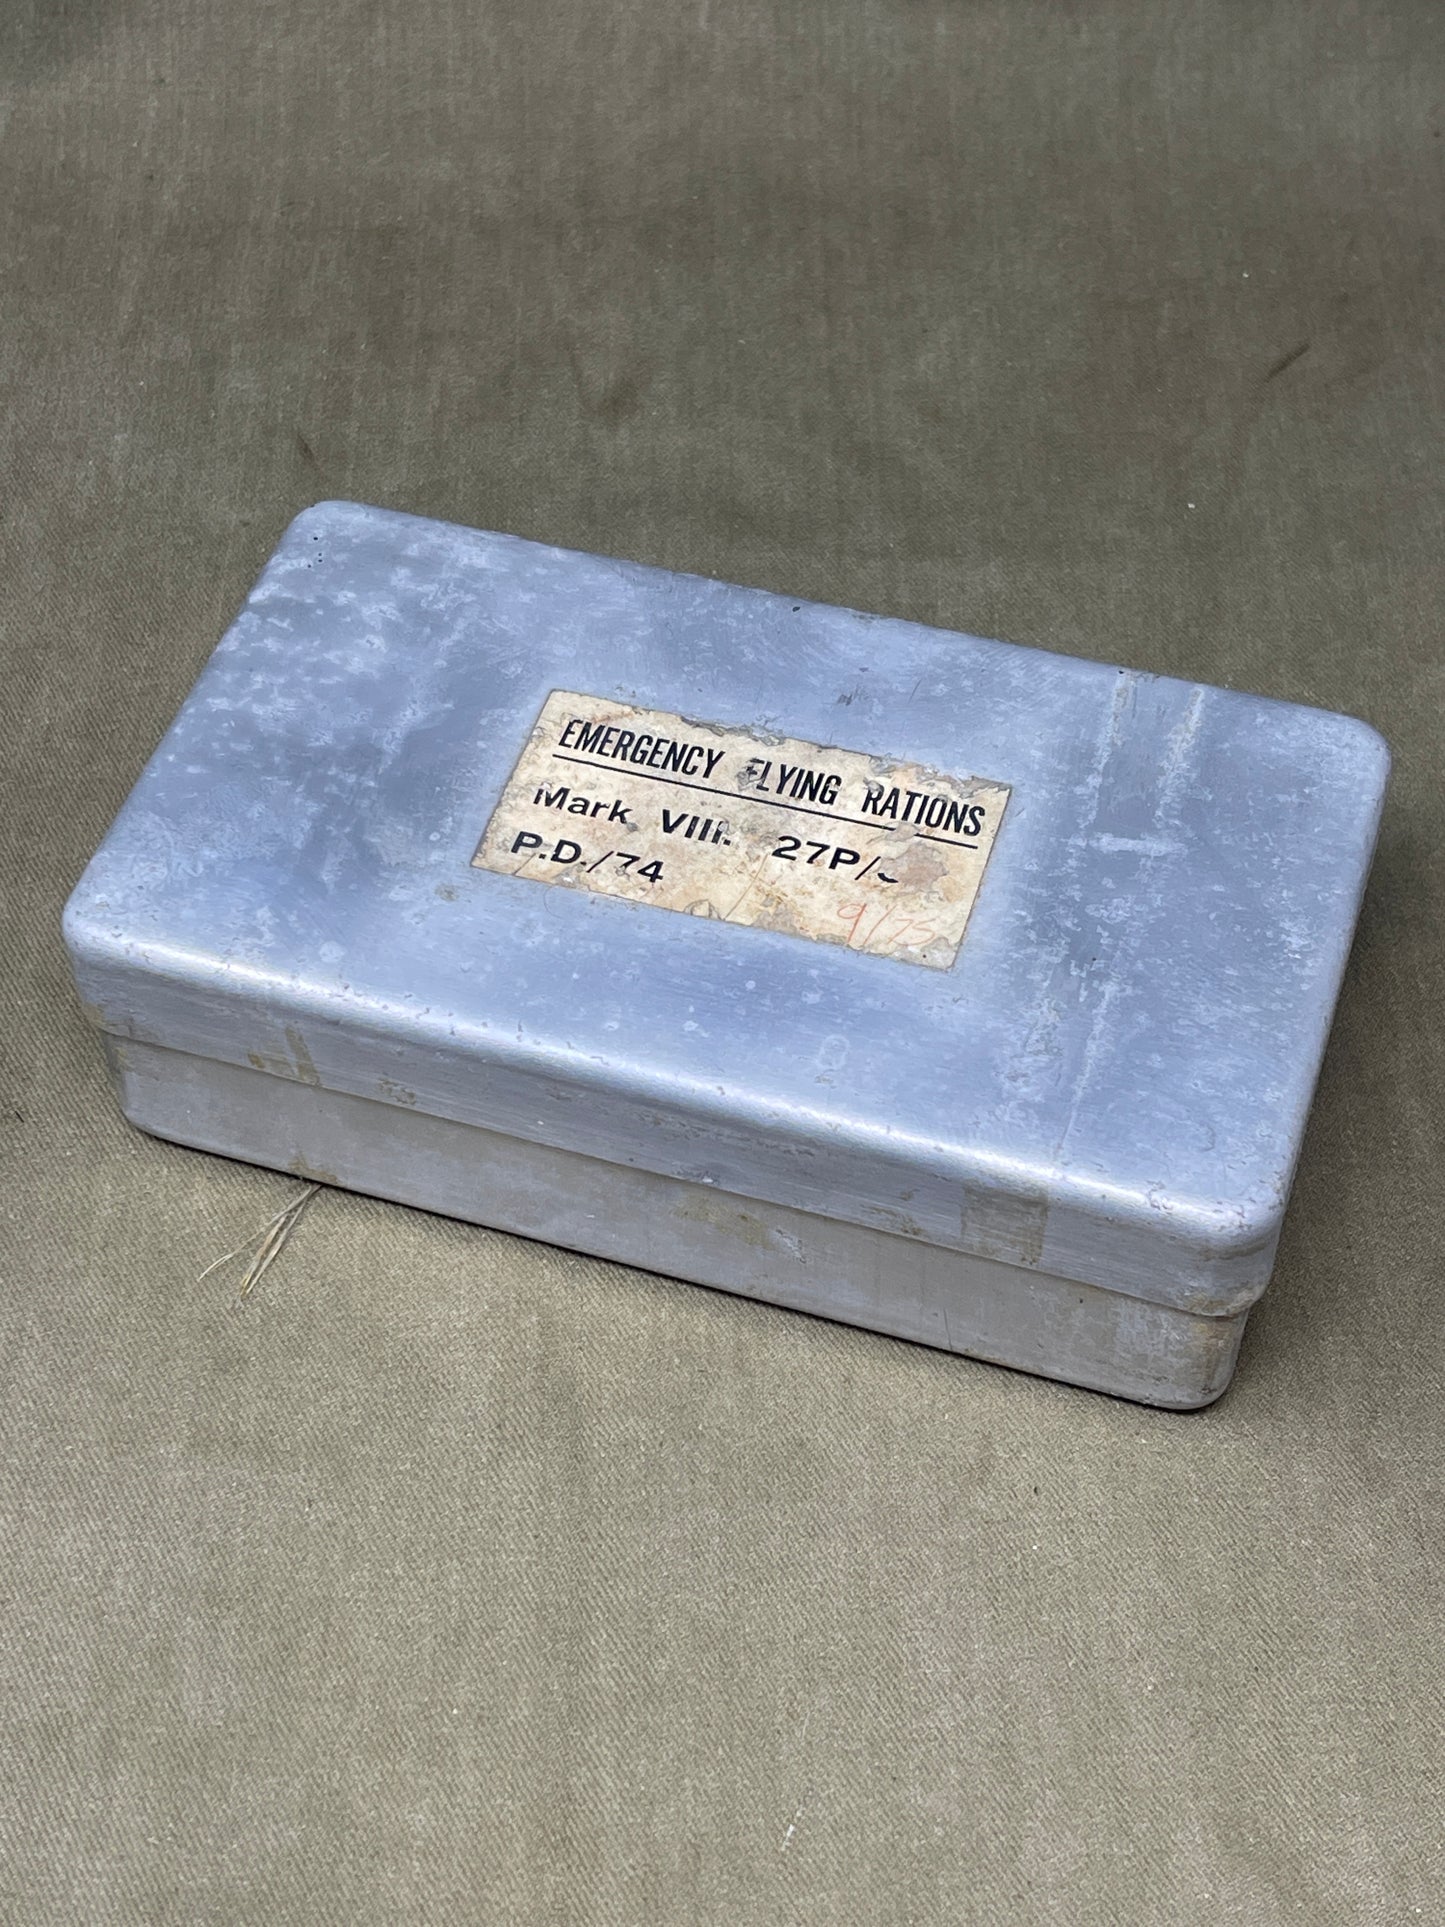 EMERGENCY FLYING RATIONS
Mark VIII. 27P/
P.D./74
9/75